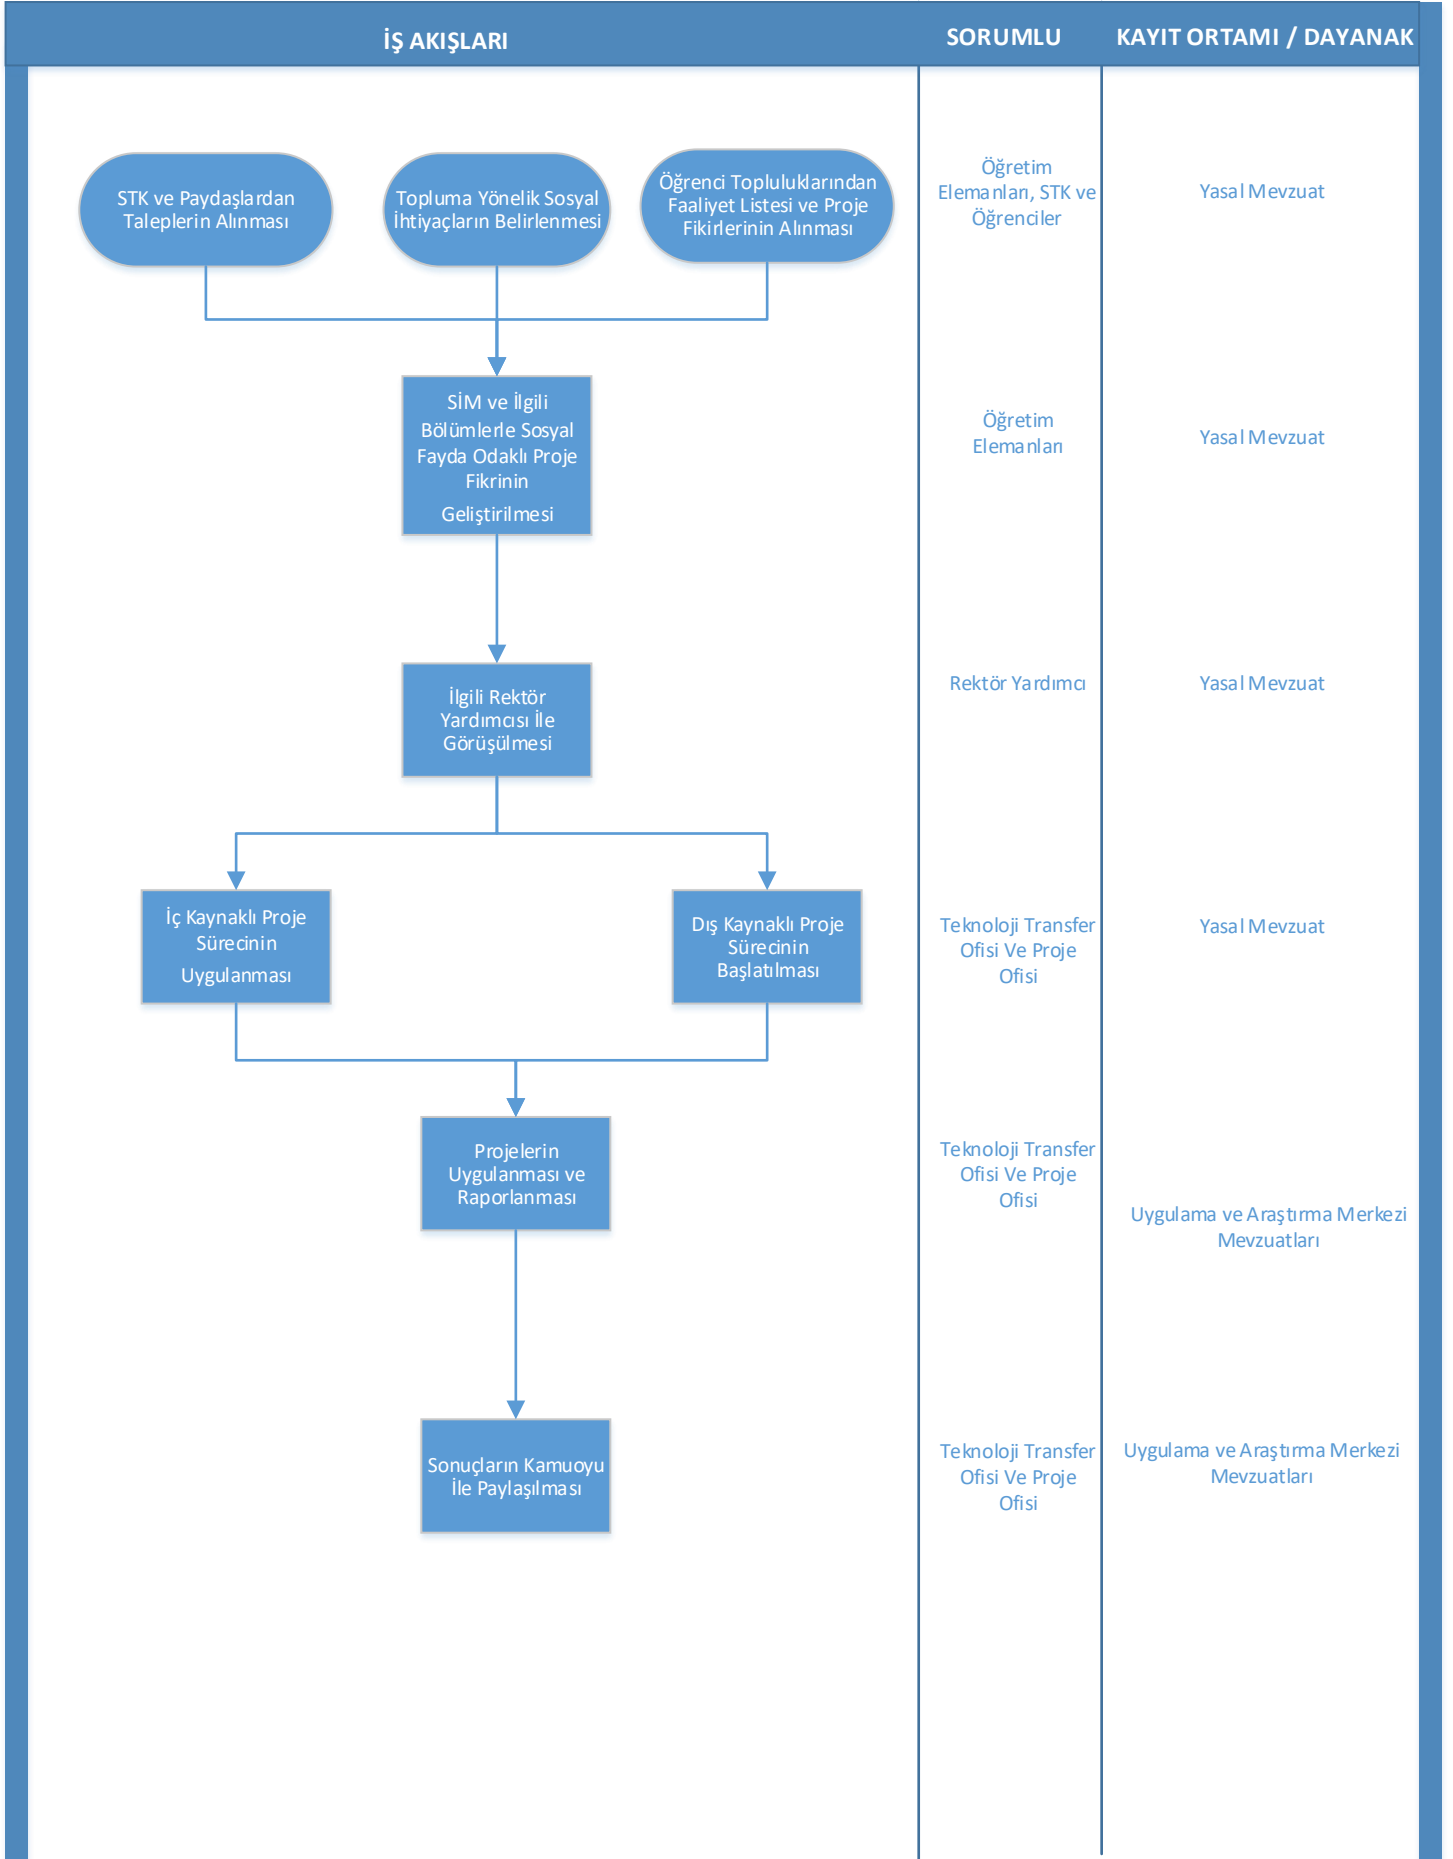 İŞ AKIŞLARI
SORUMLU
KAYIT ORTAMI / DAYANAK
STK ve Paydaşlardan
Taleplerin Alınması
Topluma Yönelik Sosyal
İhtiyaçların Belirlenmesi
Öğrenci Topluluklarından
Faaliyet Listesi ve Proje
Fikirlerinin Alınması
Öğretim
Elemanları, STK ve
Öğrenciler
Yasal Mevzuat
SİM ve İlgili
Bölümlerle Sosyal
Fayda Odaklı Proje
Fikrinin
Geliştirilmesi
Öğretim
Elemanları
Yasal Mevzuat
İlgili Rektör
Yardımcısı İle
Görüşülmesi
Rektör Yardımcı
Yasal Mevzuat
İç Kaynaklı Proje
Sürecinin
Uygulanması
Dış Kaynaklı Proje
Sürecinin
Başlatılması
Teknoloji Transfer
Ofisi Ve Proje
Ofisi
Yasal Mevzuat
Projelerin
Uygulanması ve
Raporlanması
Teknoloji Transfer
Ofisi Ve Proje
Ofisi
Uygulama ve Araştırma Merkezi
Mevzuatları
Sonuçların Kamuoyu
İle Paylaşılması
Teknoloji Transfer
Ofisi Ve Proje
Ofisi
Uygulama ve Araştırma Merkezi
Mevzuatları